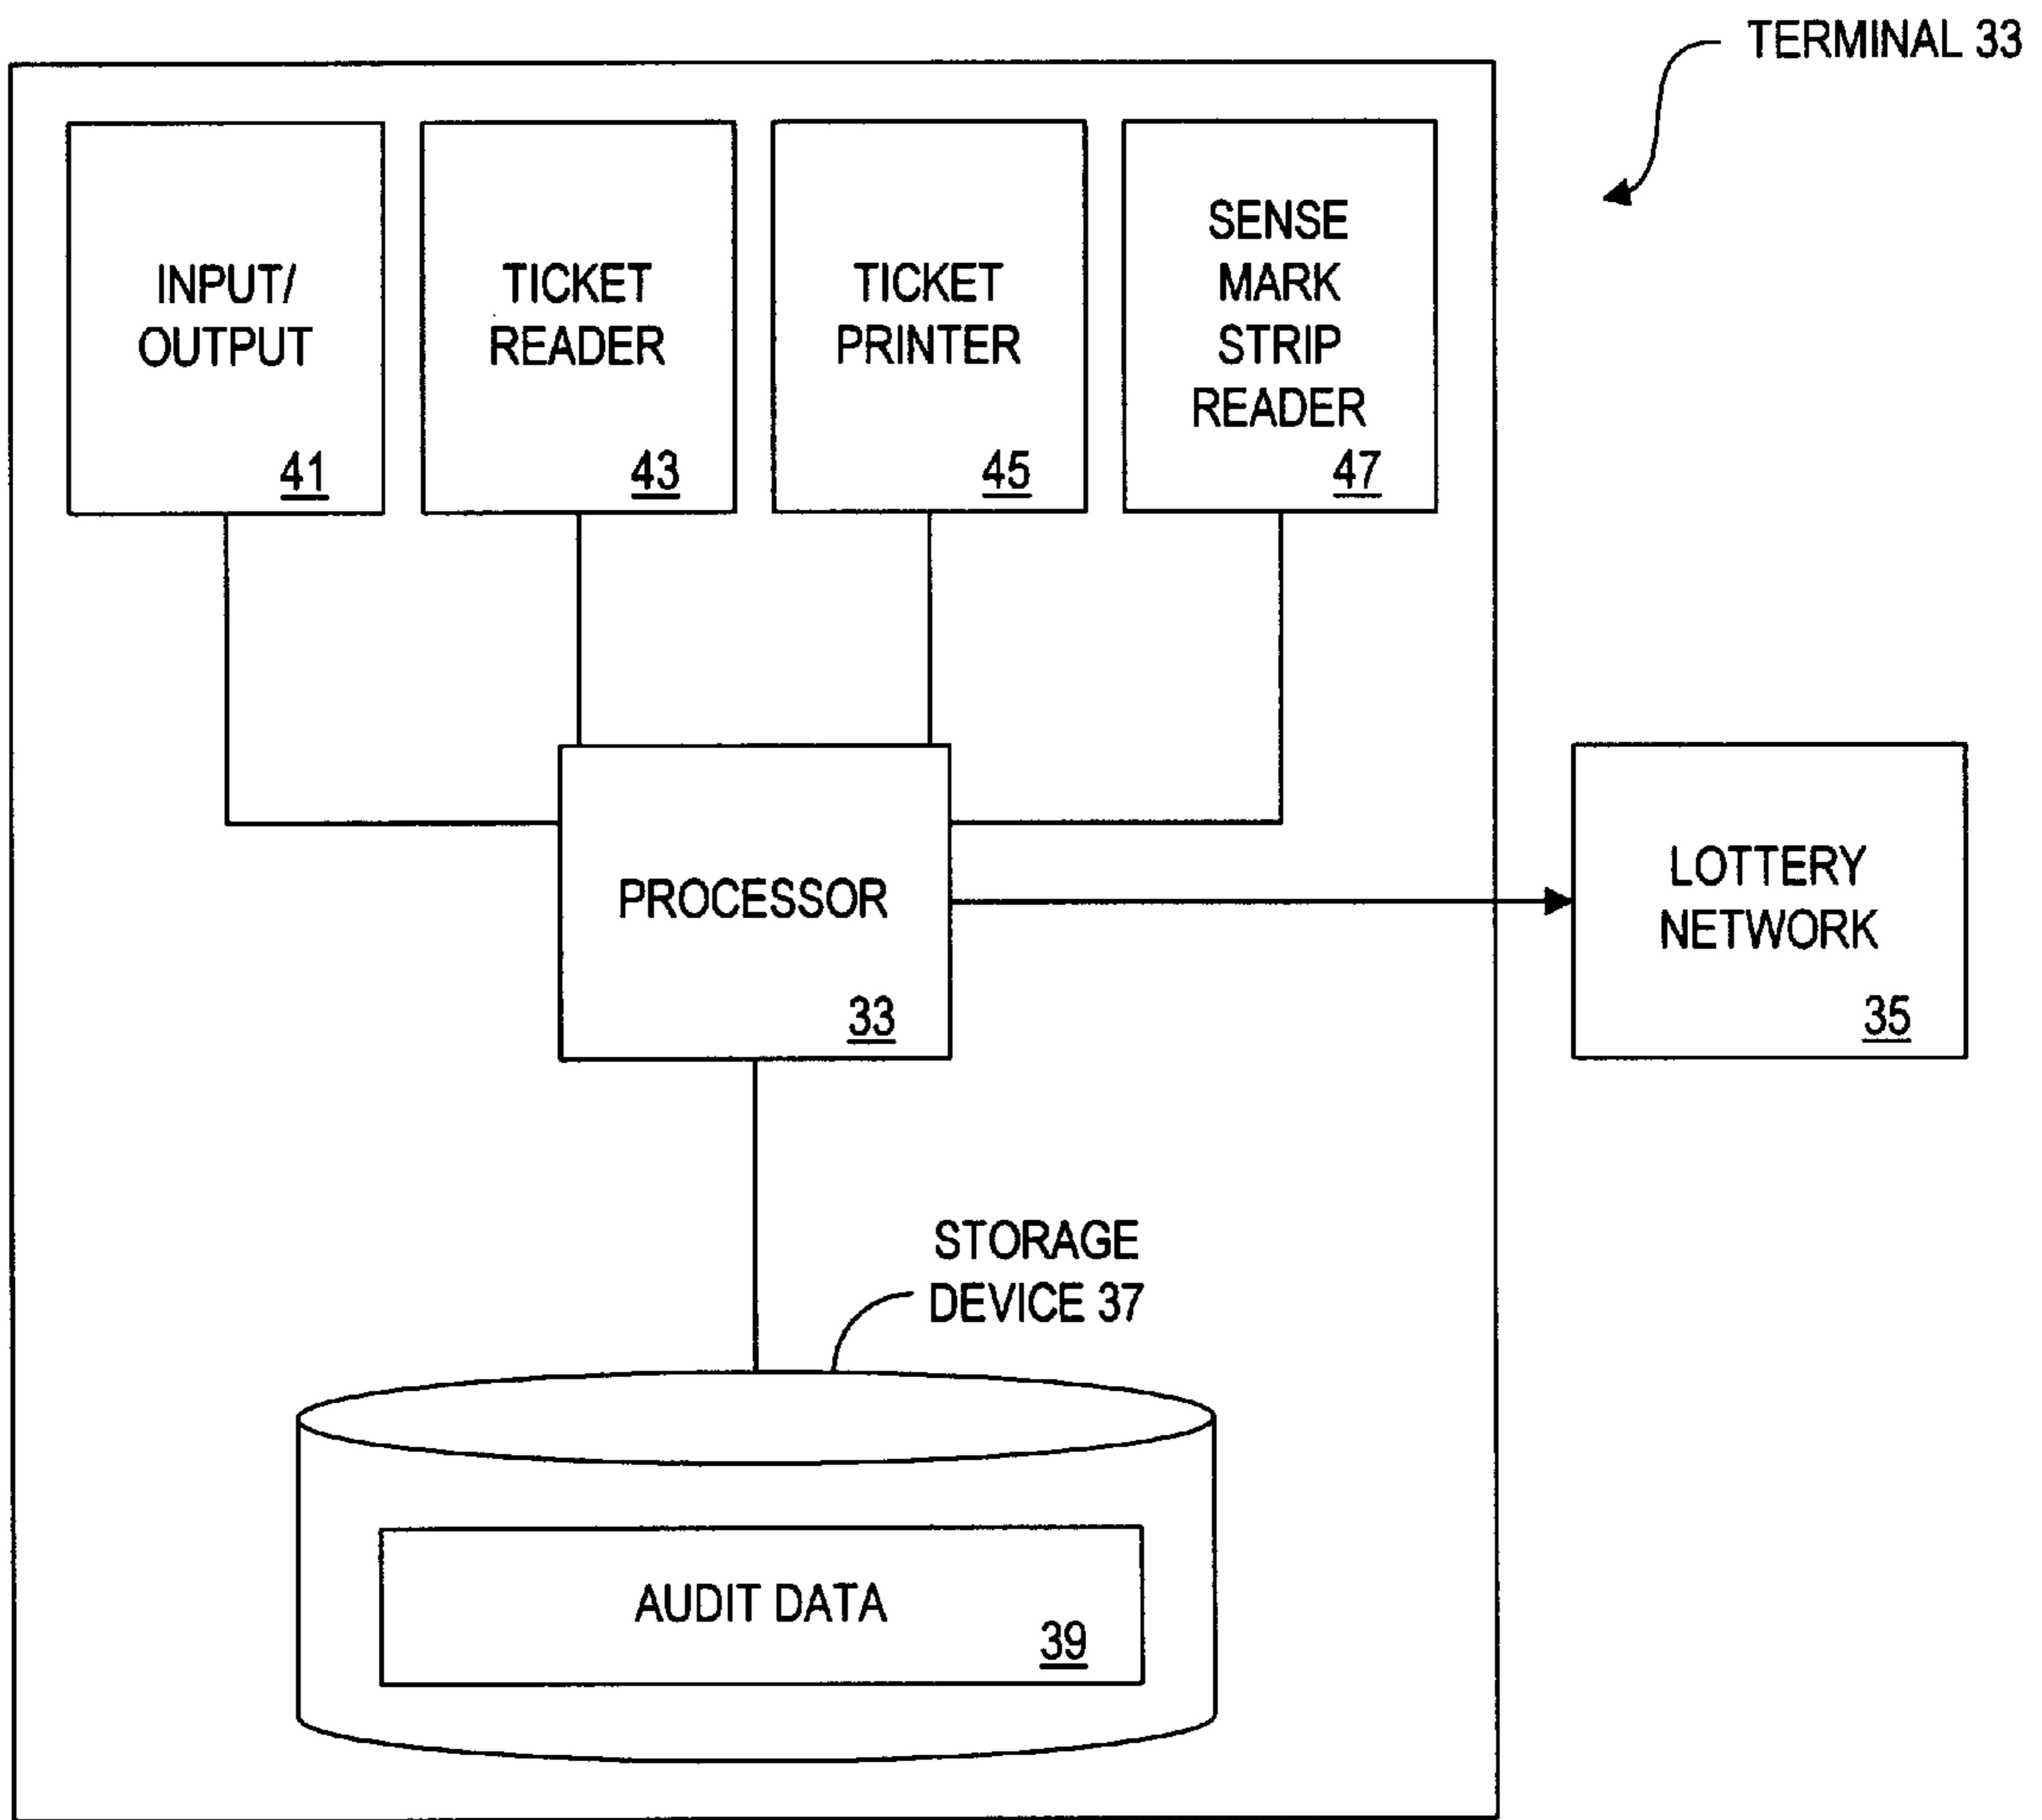 TERMINAL 33
INPUT/
OUTPUT
41
TICKET
READER
43
TICKET
PRINTER
45
SENSE
MARK
STRIP
READER
47
PROCESSOR
33
LOTTERY
NETWORK
35
STORAGE
DEVICE 37
AUDIT DATA
39